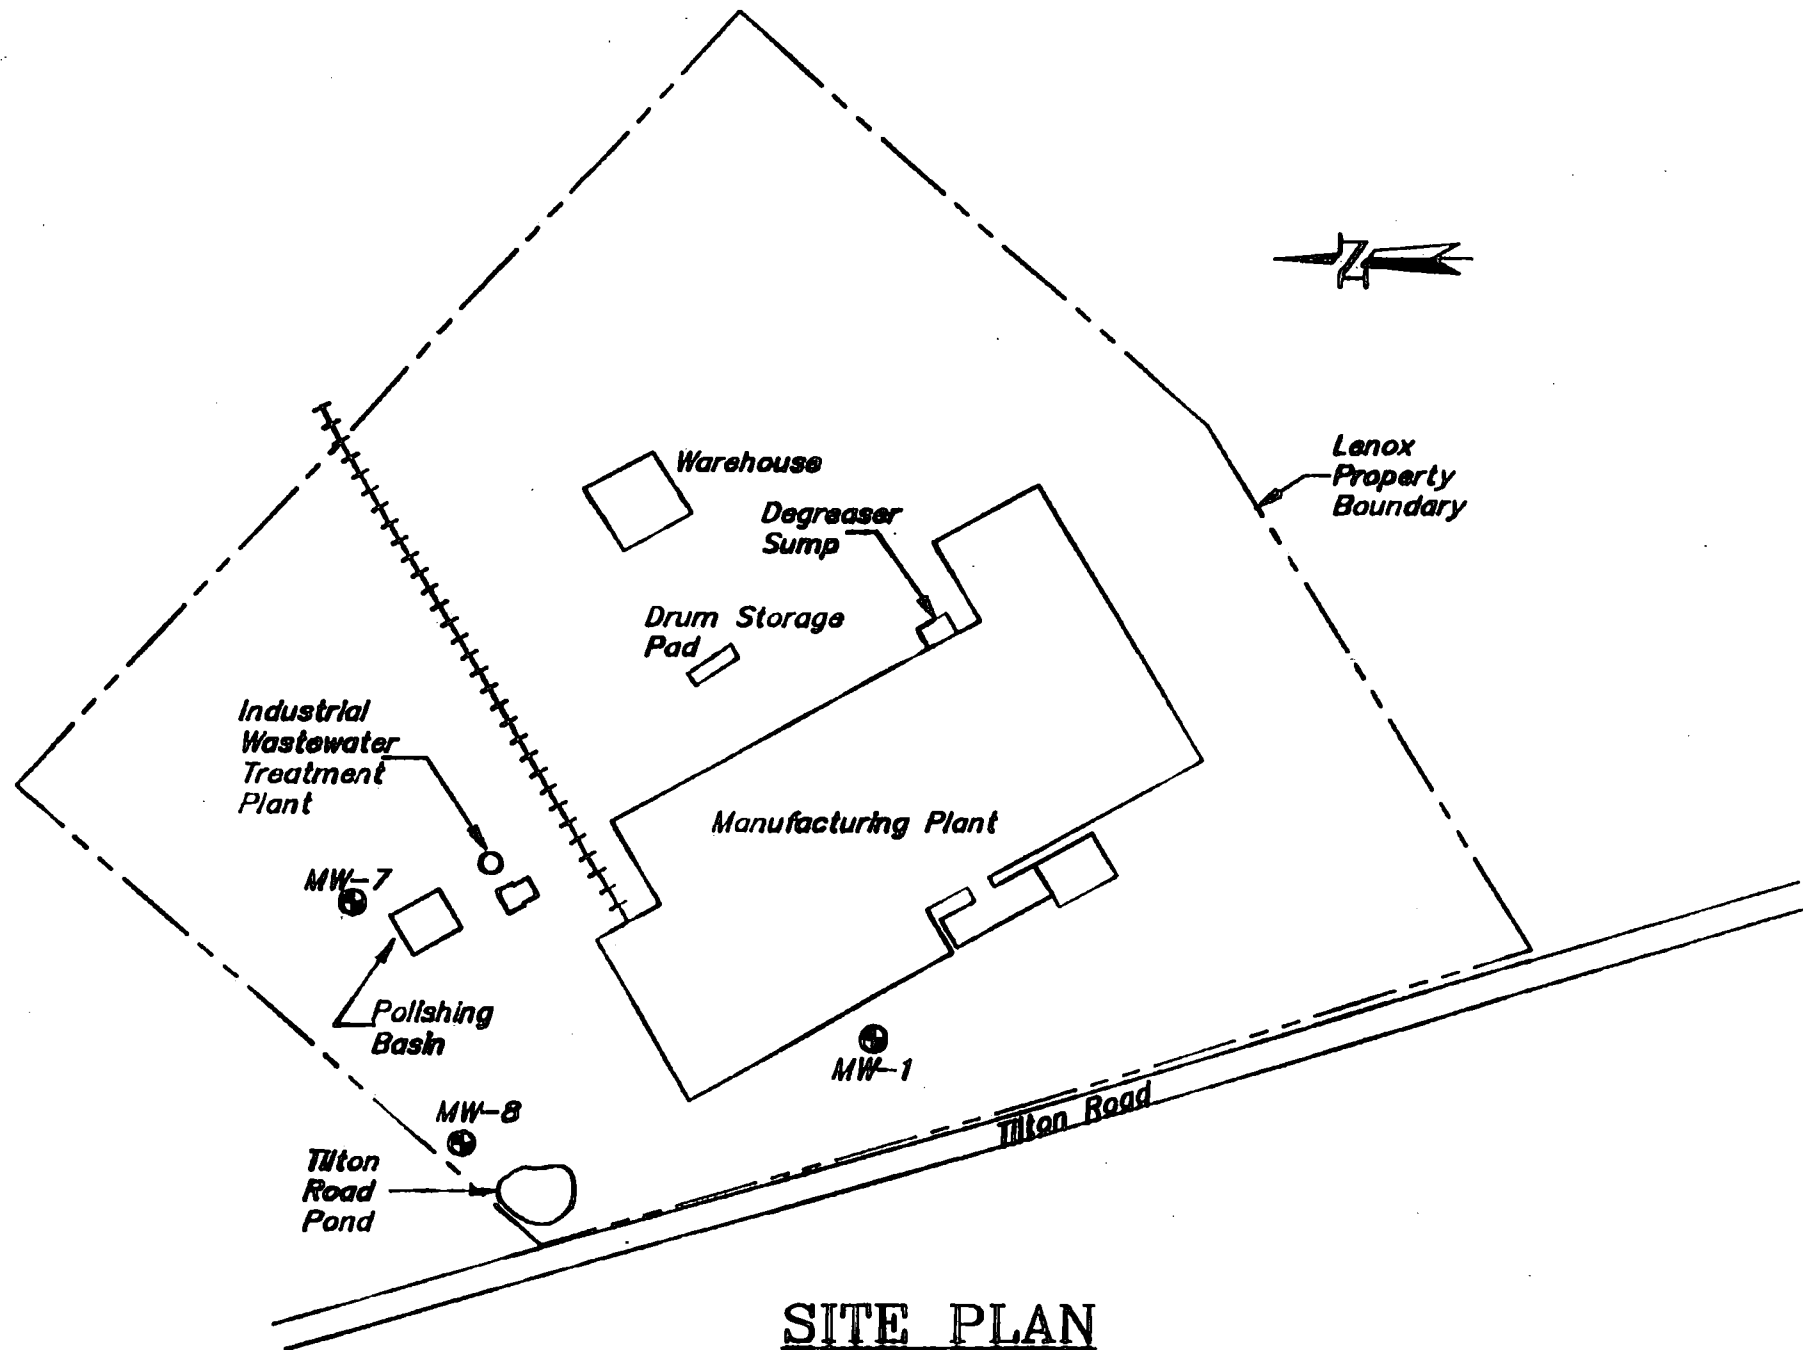 N
Warehouse
Lenox
Property
Boundary
Degreaser
Sump
Drum Storage
Pad
Industrial
Wastewater
Treatment
Plant
Manufacturing Plant
MW-7
Polishing
Basin
MW-1
MW-8
Tilton Road
Tilton
Road
Pond
SITE PLAN